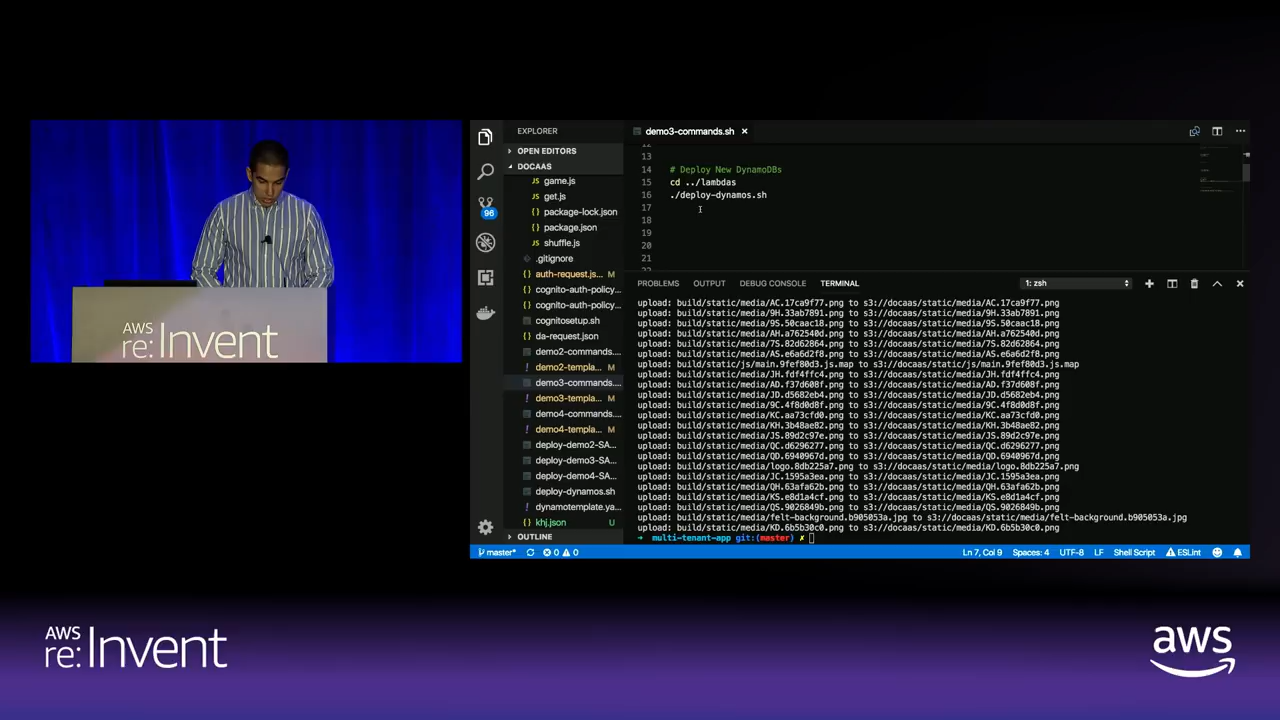 AWS
re:Invent
EXPLORER
OPEN EDITORS
DOCAAS
JS game.js
JS get.js
{} package-lock.json
{} package.json
JS shuffle.js
.gitignore
{} auth-request.js... M
{} cognito-auth-policy...
{} cognito-auth-policy...
cognitosetup.sh
{} da-request.json
demo2-commands....
! demo2-templa... M
demo3-commands....
! demo3-templa... M
demo4-commands....
! demo4-templa... M
deploy-demo2-SA...
deploy-demo3-SA...
deploy-demo4-SA...
deploy-dynamos.sh
! dynamotemplate.ya...
{} khj.json U
OUTLINE
96
demo3-commands.sh ×
13
14 # Deploy New DynamoDBs
15 cd ../lambdas
16 ./deploy-dynamos.sh
17
18
19
20
21
PROBLEMS OUTPUT DEBUG CONSOLE TERMINAL 1: zsh
upload: build/static/media/AC.17ca9f77.png to s3://docaas/static/media/AC.17ca9f77.png
upload: build/static/media/9H.33ab7891.png to s3://docaas/static/media/9H.33ab7891.png
upload: build/static/media/9S.50caac18.png to s3://docaas/static/media/9S.50caac18.png
upload: build/static/media/AH.a762540d.png to s3://docaas/static/media/AH.a762540d.png
upload: build/static/media/7S.82d62864.png to s3://docaas/static/media/7S.82d62864.png
upload: build/static/media/AS.e6a6d2f8.png to s3://docaas/static/media/AS.e6a6d2f8.png
upload: build/static/js/main.9fef80d3.js.map to s3://docaas/static/js/main.9fef80d3.js.map
upload: build/static/media/JH.fdf4ffc4.png to s3://docaas/static/media/JH.fdf4ffc4.png
upload: build/static/media/AD.f37d608f.png to s3://docaas/static/media/AD.f37d608f.png
upload: build/static/media/JD.d5682eb4.png to s3://docaas/static/media/JD.d5682eb4.png
upload: build/static/media/9C.4f8d0d8f.png to s3://docaas/static/media/9C.4f8d0d8f.png
upload: build/static/media/KC.aa73cfd0.png to s3://docaas/static/media/KC.aa73cfd0.png
upload: build/static/media/KH.3b48ae82.png to s3://docaas/static/media/KH.3b48ae82.png
upload: build/static/media/JS.89d2c97e.png to s3://docaas/static/media/JS.89d2c97e.png
upload: build/static/media/QC.d6296277.png to s3://docaas/static/media/QC.d6296277.png
upload: build/static/media/QD.6940967d.png to s3://docaas/static/media/QD.6940967d.png
upload: build/static/media/logo.8db225a7.png to s3://docaas/static/media/logo.8db225a7.png
upload: build/static/media/JC.1595a3ea.png to s3://docaas/static/media/JC.1595a3ea.png
upload: build/static/media/QH.63afa62b.png to s3://docaas/static/media/QH.63afa62b.png
upload: build/static/media/KS.e8d1a4cf.png to s3://docaas/static/media/KS.e8d1a4cf.png
upload: build/static/media/QS.9026849b.png to s3://docaas/static/media/QS.9026849b.png
upload: build/static/media/felt-background.b905053a.jpg to s3://docaas/static/media/felt-background.b905053a.jpg
upload: build/static/media/KD.6b5b30c0.png to s3://docaas/static/media/KD.6b5b30c0.png
→ multi-tenant-app git:(master) ✗
master* 0 0 Ln 7, Col 9 Spaces: 4 UTF-8 LF Shell Script ESLint
AWS
re:Invent
aws